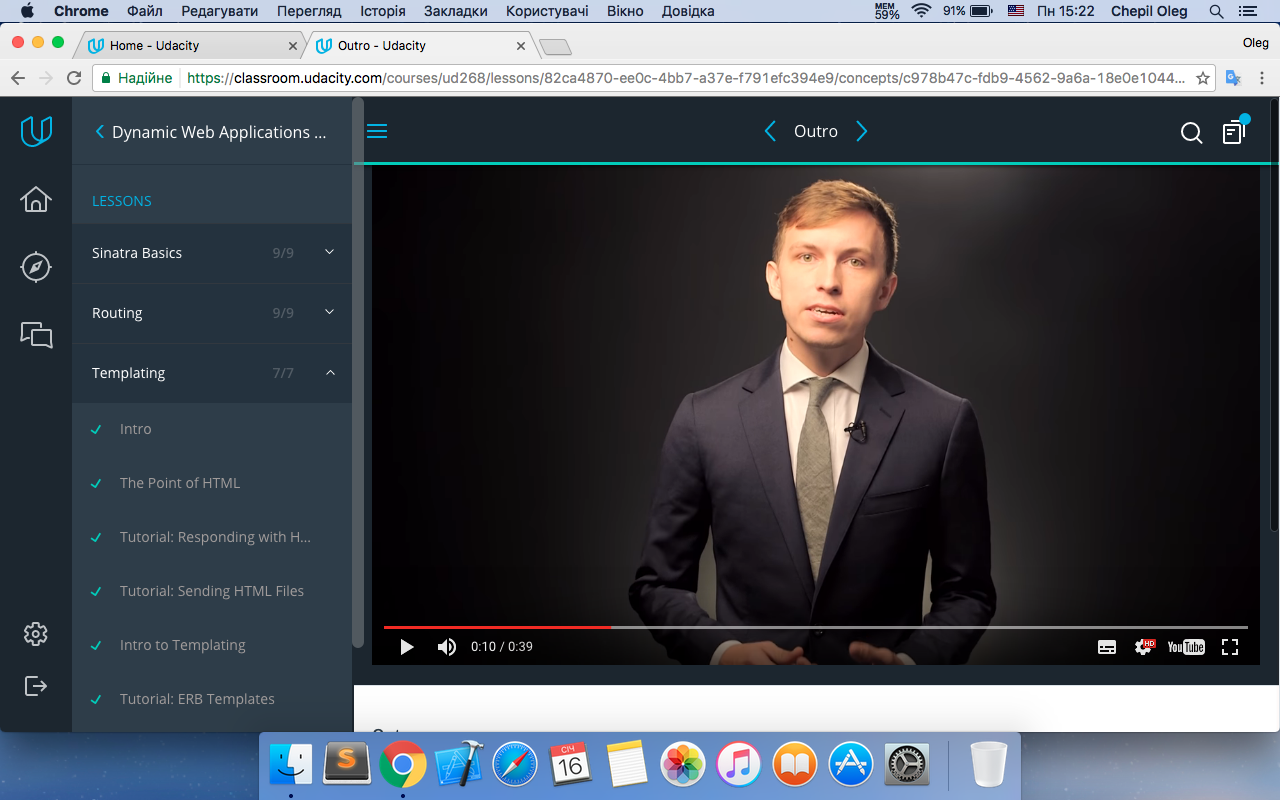 Chrome Файл Редагувати Перегляд Історія Закладки Користувачі Вікно Довідка MEM 59% 91% Пн 15:22 Chepil Oleg
Home - Udacity Outro - Udacity Oleg
Надійне https://classroom.udacity.com/courses/ud268/lessons/82ca4870-ee0c-4bb7-a37e-f791efc394e9/concepts/c978b47c-fdb9-4562-9a6a-18e0e1044...
Dynamic Web Applications ...
Outro
LESSONS
Sinatra Basics 9/9
Routing 9/9
Templating 7/7
Intro
The Point of HTML
Tutorial: Responding with H...
Tutorial: Sending HTML Files
Intro to Templating
Tutorial: ERB Templates
0:10 / 0:39 HD YouTube
СІЧ
16